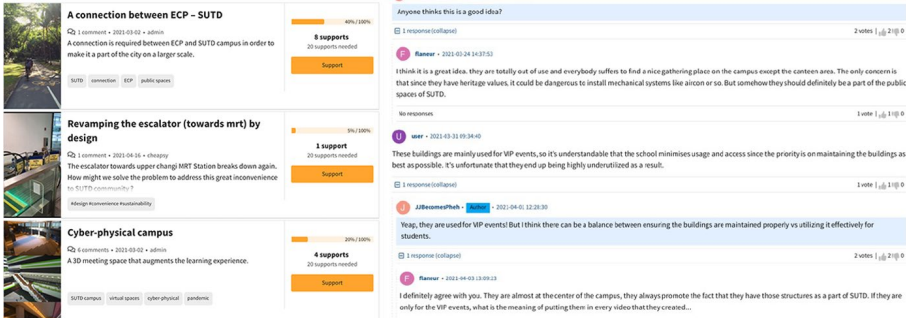 A connection between ECP – SUTD
1 comment • 2021-03-02 • admin
A connection is required between ECP and SUTD campus in order to
make it a part of the city on a larger scale.
SUTD connection ECP public spaces
40% / 100%
8 supports
20 supports needed
Support
Revamping the escalator (towards mrt) by
design
1 comment • 2021-04-16 • cheapsy
The escalator towards upper changi MRT Station breaks down again.
How might we solve the problem to address this great inconvenience
to SUTD community ?
#design #convenience #sustainability
5% / 100%
1 support
20 supports needed
Support
Cyber-physical campus
6 comments • 2021-03-02 • admin
A 3D meeting space that augments the learning experience.
SUTD campus virtual spaces cyber-physical pandemic
20% / 100%
4 supports
20 supports needed
Support
Anyone thinks this is a good idea?
1 response (collapse)
2 votes | 2 0
F flaneur • 2021-02-24 14:37:53
I think it is a great idea. they are totally out of use and everybody suffers to find a nice gathering place on the campus except the canteen area. The only concern is
that since they have heritage values, it could be dangerous to install mechanical systems like aircon or so. But somehow they should definitely be a part of the public
spaces of SUTD.
No responses
1 vote | 1 0
U user • 2021-03-31 09:34:40
These buildings are mainly used for VIP events, so it's understandable that the school minimises usage and access since the priority is on maintaining the buildings as
best as possible. It's unfortunate that they end up being highly underutilized as a result.
1 response (collapse)
1 vote | 1 0
J JJBecomesPheh • Author • 2021-04-01 12:28:30
Yeap, they are used for VIP events! But I think there can be a balance between ensuring the buildings are maintained properly vs utilizing it effectively for
students.
1 response (collapse)
2 votes | 2 0
F flaneur • 2021-04-03
I definitely agree with you. They are almost at the center of the campus, they always promote the fact that they have those structures as a part of SUTD. If they are
only for the VIP events, what is the meaning of putting them in every video that they created...